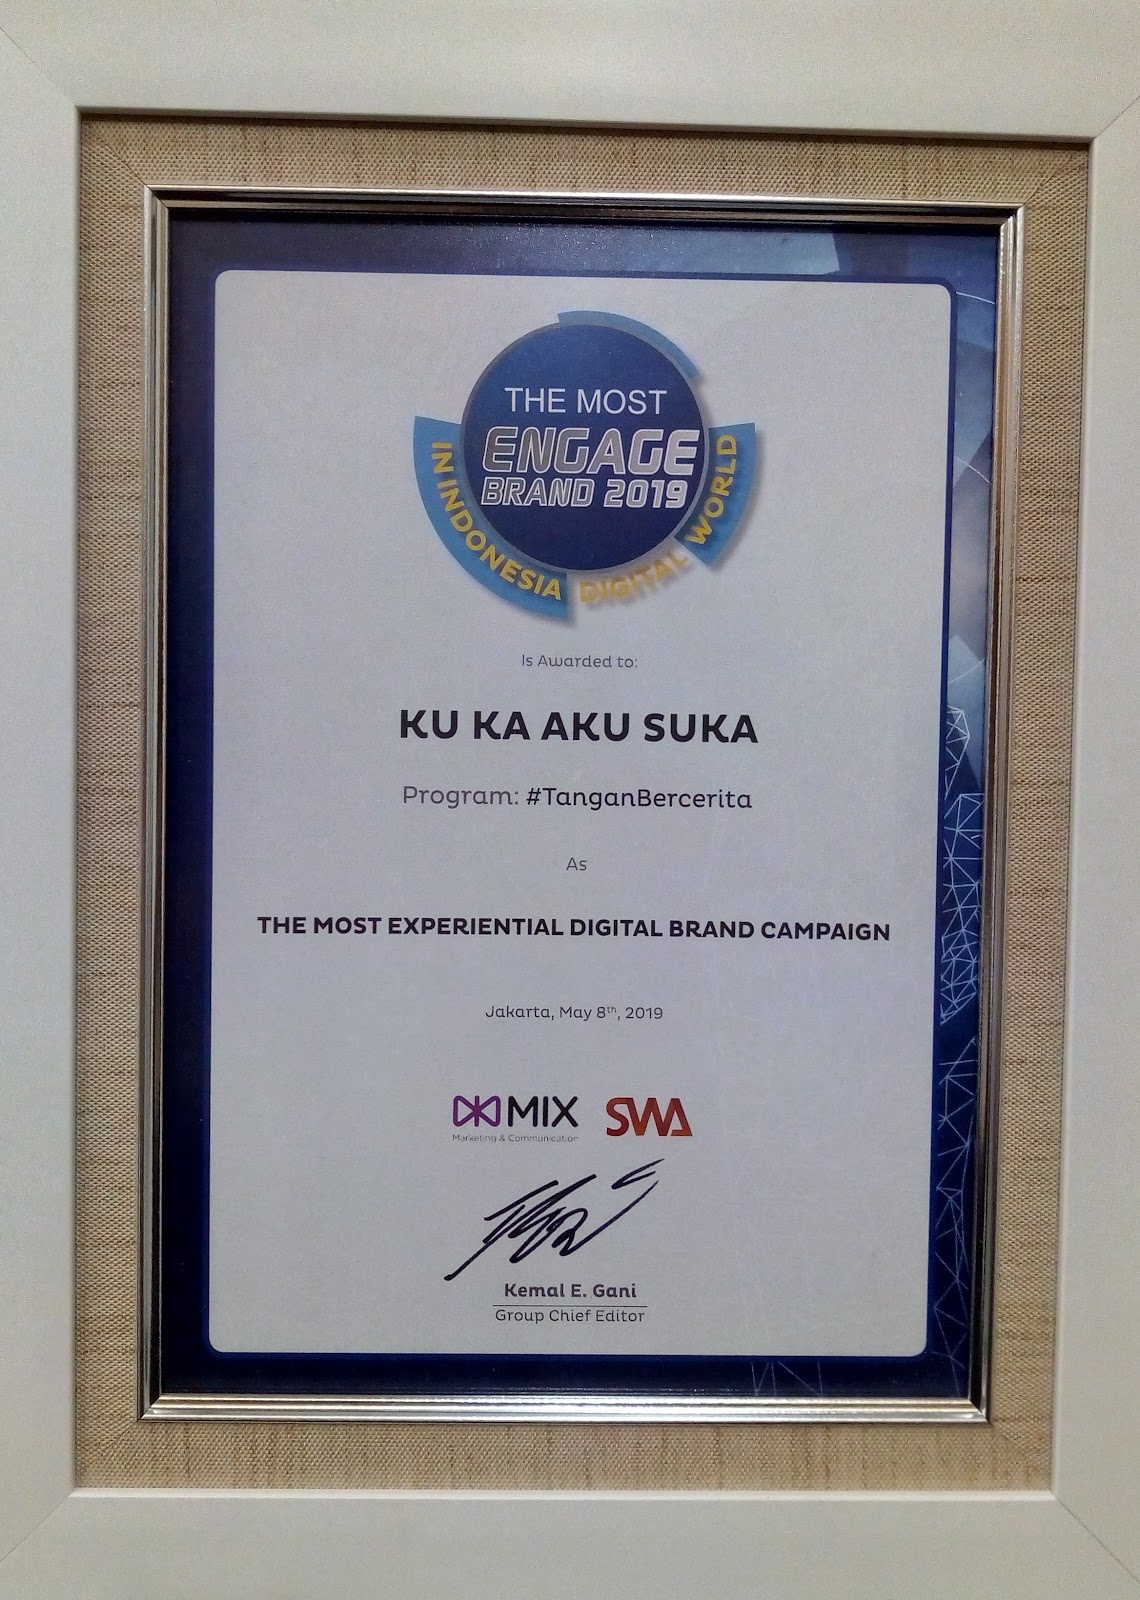 THE MOST
ENGAGE
BRAND 2019
IN INDONESIA DIGITAL WORLD
Is Awarded to:
KU KA AKU SUKA
Program: #TanganBercerita
As
THE MOST EXPERIENTIAL DIGITAL BRAND CAMPAIGN
Jakarta, May 8th, 2019
MIX SWA
Marketing & Communication
Kemal E. Gani
Group Chief Editor